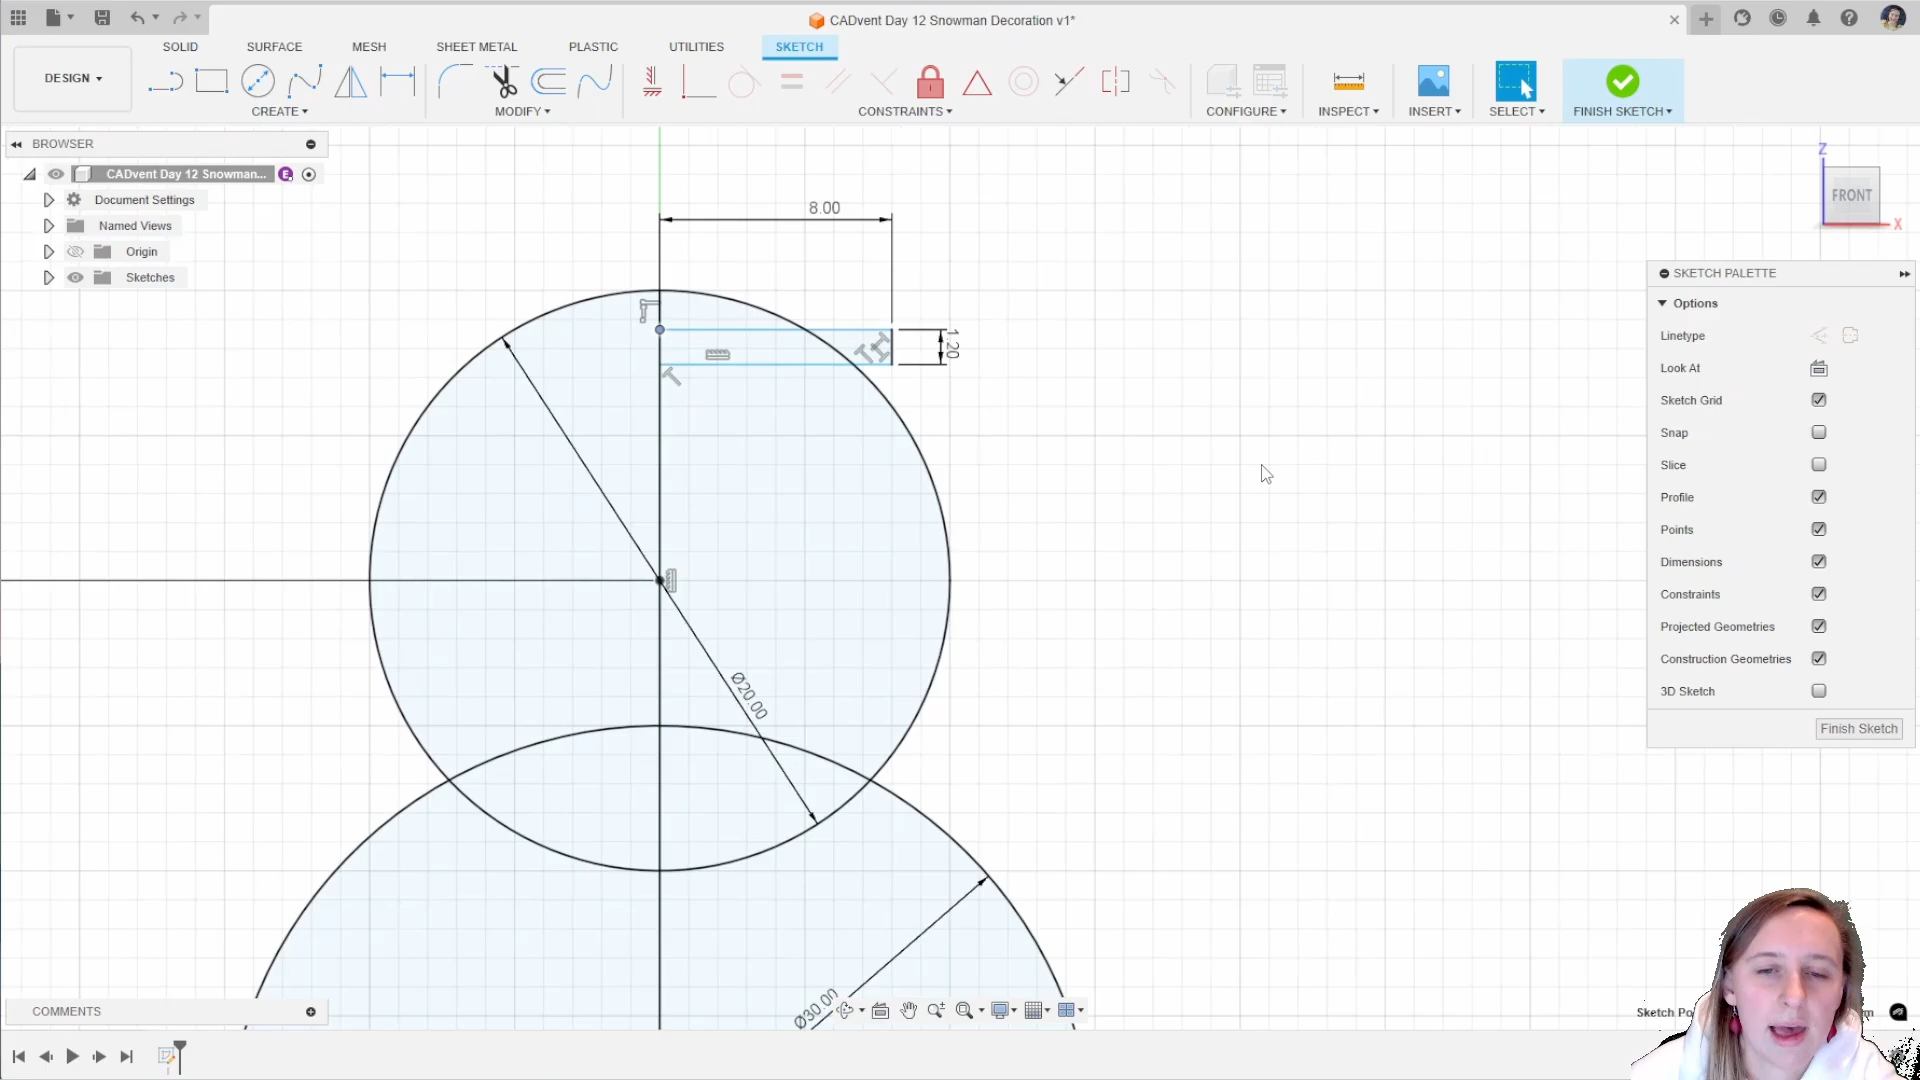 CADvent Day 12 Snowman Decoration v1*
SOLID SURFACE MESH SHEET METAL PLASTIC UTILITIES SKETCH
DESIGN
CREATE MODIFY CONSTRAINTS CONFIGURE INSPECT INSERT SELECT FINISH SKETCH
BROWSER
CADvent Day 12 Snowman... E
Document Settings
Named Views
Origin
Sketches
8.00
1.20
Ø20.00
Ø30.00
Z
FRONT
X
SKETCH PALETTE
Options
Linetype
Look At
Sketch Grid
Snap
Slice
Profile
Points
Dimensions
Constraints
Projected Geometries
Construction Geometries
3D Sketch
Finish Sketch
COMMENTS
Sketch